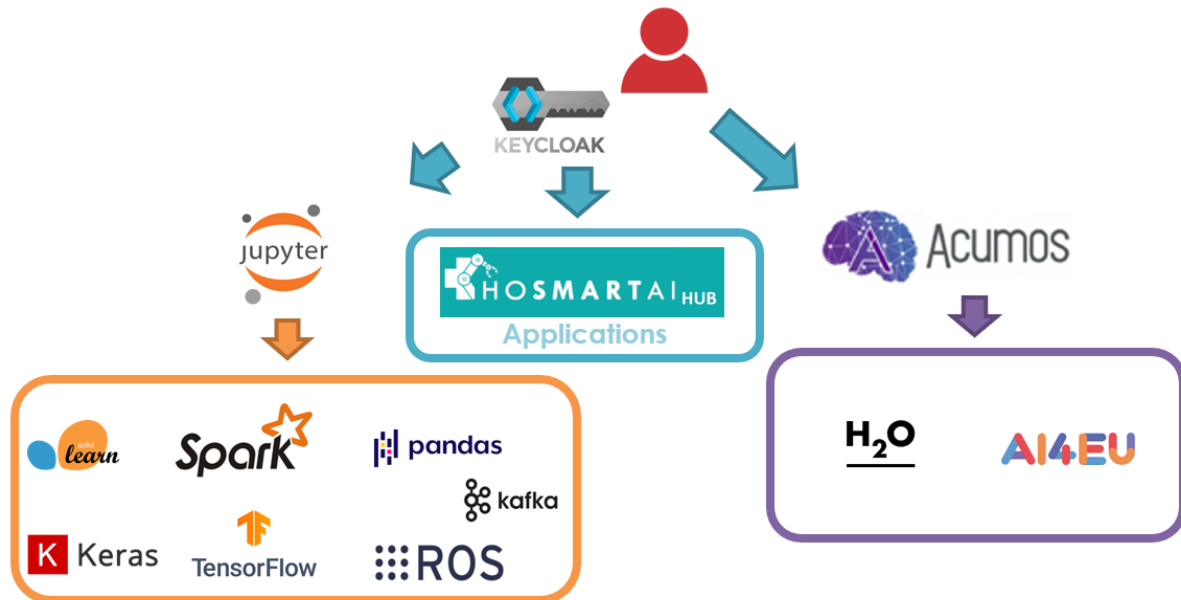 KEYCLOAK
jupyter
HOSMARTAI HUB
Applications
A Acumos
scikit
learn
Spark
pandas
kafka
K Keras
TensorFlow
ROS
H₂O
AI4EU